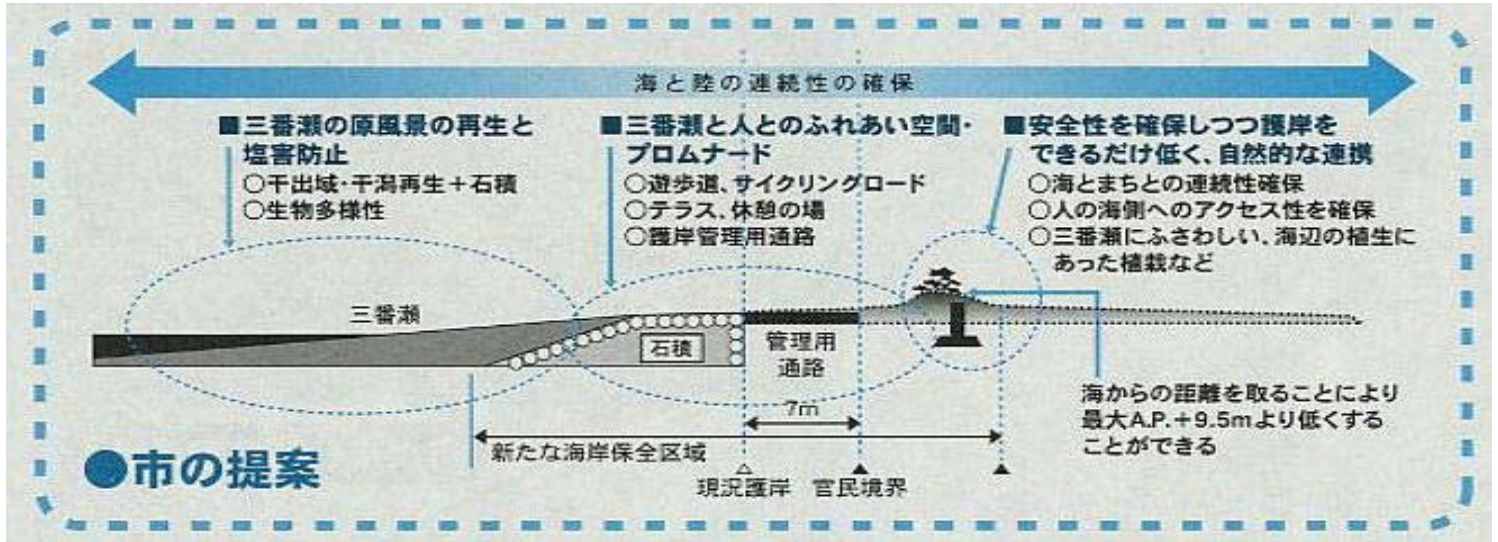 海と陸の連続性の確保
■三番瀬の原風景の再生と
塩害防止
○干出域・干潟再生＋石積
○生物多様性
■三番瀬と人とのふれあい空間・
プロムナード
○遊歩道、サイクリングロード
○テラス、休憩の場
○護岸管理用通路
■安全性を確保しつつ護岸を
できるだけ低く、自然的な連携
○海とまちとの連続性確保
○人の海側へのアクセス性を確保
○三番瀬にふさわしい、海辺の植生に
あった植栽など
三番瀬
石積
管理用
通路
7m
海からの距離を取ることにより
最大A.P.+9.5mより低くする
ことができる
新たな海岸保全区域
現況護岸
官民境界
●市の提案